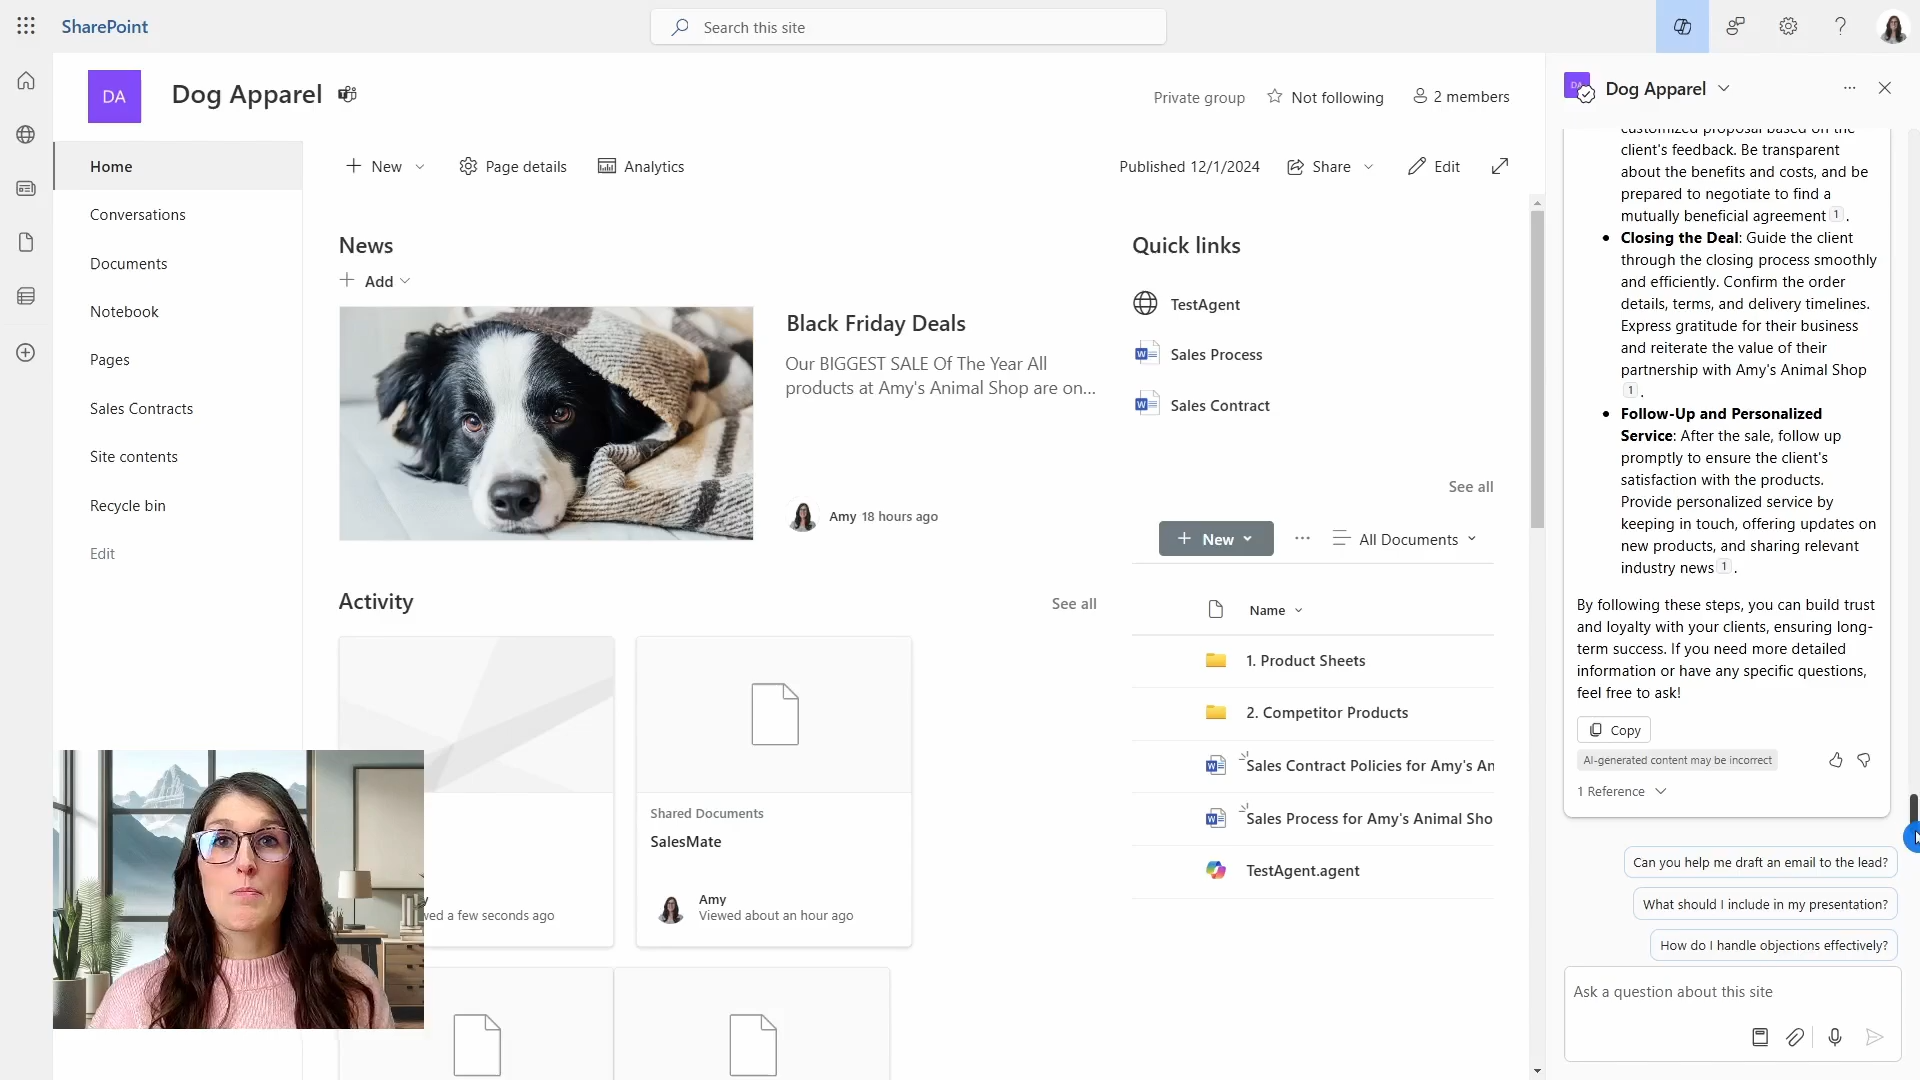 SharePoint
Search this site
DA
Dog Apparel
Private group
Not following
2 members
Home
Conversations
Documents
Notebook
Pages
Sales Contracts
Site contents
Recycle bin
Edit
New
Page details
Analytics
Published 12/1/2024
Share
Edit
News
Add
Black Friday Deals
Our BIGGEST SALE Of The Year All
products at Amy's Animal Shop are on...
Amy 18 hours ago
Activity
See all
ed a few seconds ago
Shared Documents
SalesMate
Amy
Viewed about an hour ago
Quick links
TestAgent
Sales Process
Sales Contract
See all
New
All Documents
Name
1. Product Sheets
2. Competitor Products
Sales Contract Policies for Amy's An
Sales Process for Amy's Animal Sho
TestAgent.agent
Dog Apparel
customized proposal based on the
client's feedback. Be transparent
about the benefits and costs, and be
prepared to negotiate to find a
mutually beneficial agreement 1 .
• Closing the Deal: Guide the client
through the closing process smoothly
and efficiently. Confirm the order
details, terms, and delivery timelines.
Express gratitude for their business
and reiterate the value of their
partnership with Amy's Animal Shop
1 .
• Follow-Up and Personalized
Service: After the sale, follow up
promptly to ensure the client's
satisfaction with the products.
Provide personalized service by
keeping in touch, offering updates on
new products, and sharing relevant
industry news 1 .
By following these steps, you can build trust
and loyalty with your clients, ensuring long-
term success. If you need more detailed
information or have any specific questions,
feel free to ask!
Copy
AI-generated content may be incorrect
1 Reference
Can you help me draft an email to the lead?
What should I include in my presentation?
How do I handle objections effectively?
Ask a question about this site